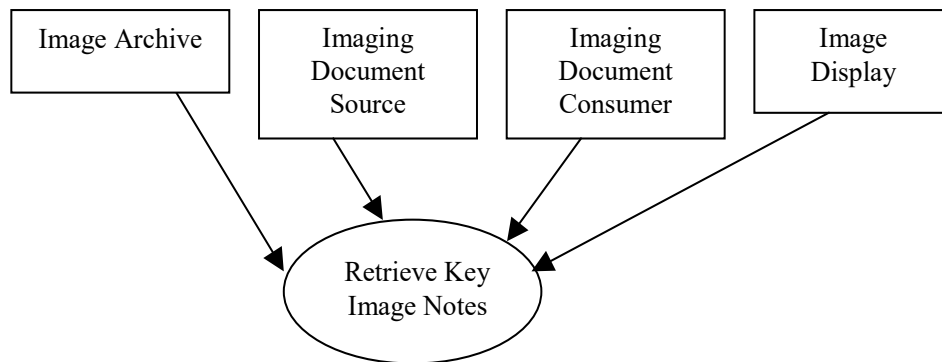 Image Archive
Imaging
Document
Source
Imaging
Document
Consumer
Image
Display
Retrieve Key
Image Notes